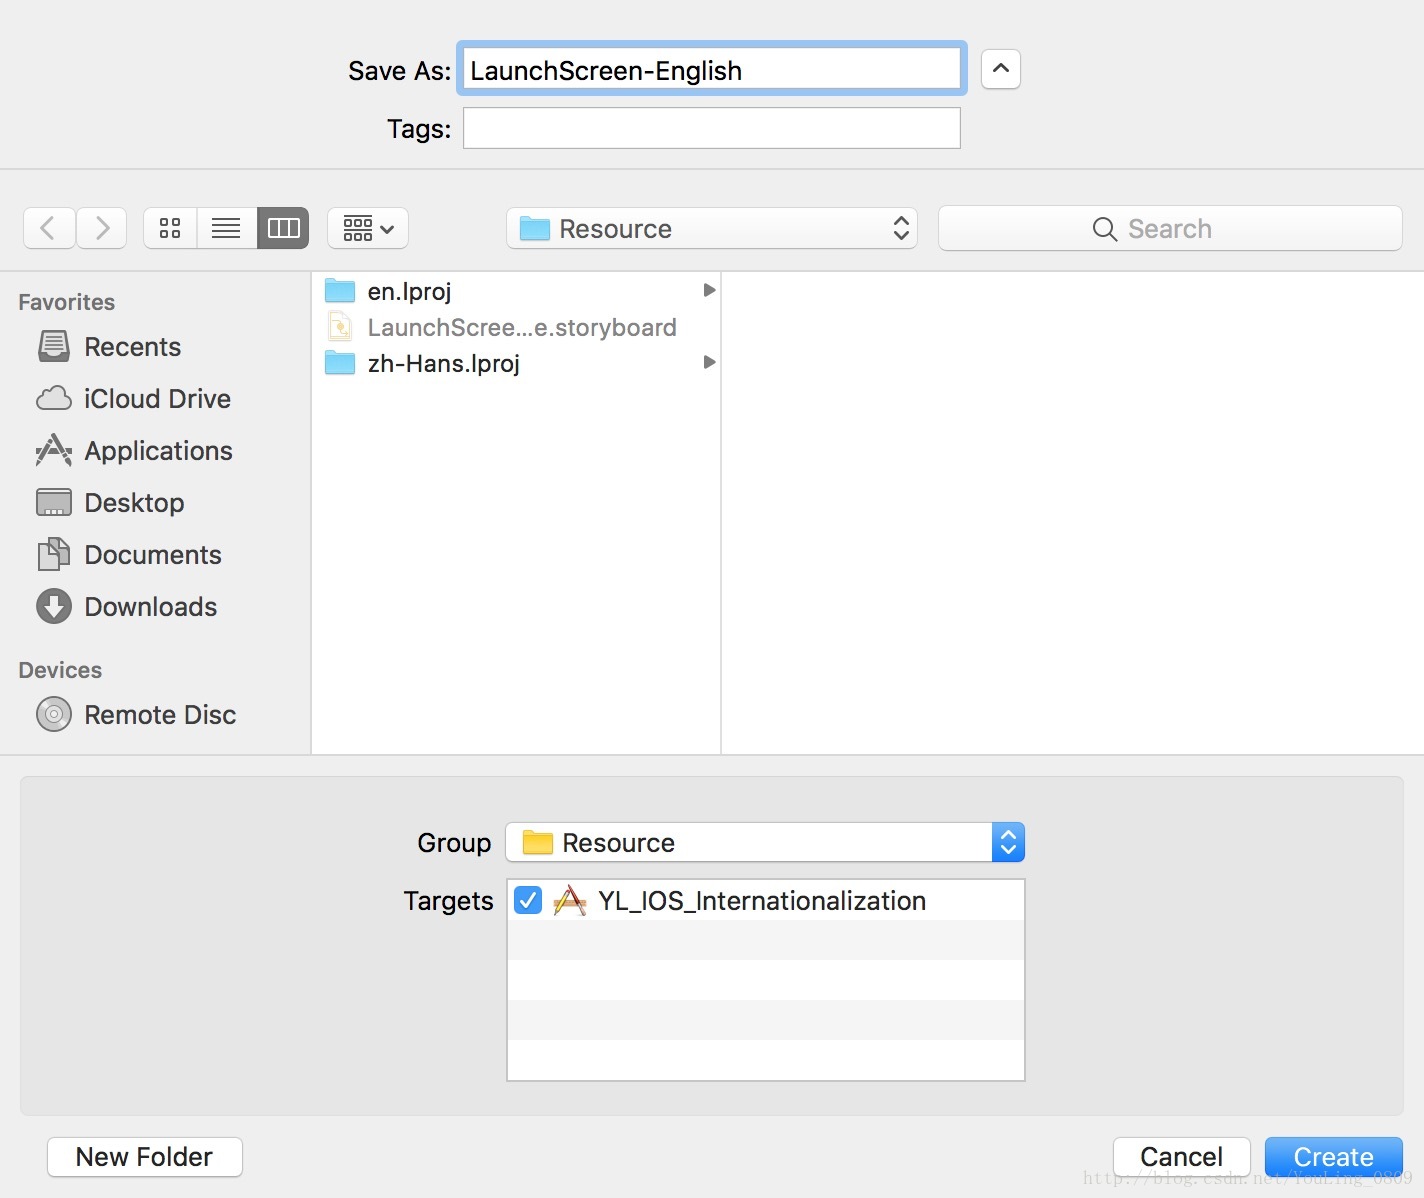 Save As: LaunchScreen-English
Tags:
Resource
Search
Favorites
Recents
iCloud Drive
Applications
Desktop
Documents
Downloads
Devices
Remote Disc
en.lproj
LaunchScree...e.storyboard
zh-Hans.lproj
Group Resource
Targets YL_IOS_Internationalization
New Folder Cancel Create
http://blog.csdn.net/YouLing_0809